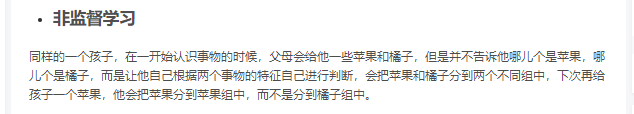 非监督学习
同样的一个孩子，在一开始认识事物的时候，父母会给他一些苹果和橘子，但是并不告诉他哪儿个是苹果，哪
儿个是橘子，而是让他自己根据两个事物的特征自己进行判断，会把苹果和橘子分到两个不同组中，下次再给
孩子一个苹果，他会把苹果分到苹果组中，而不是分到橘子组中。